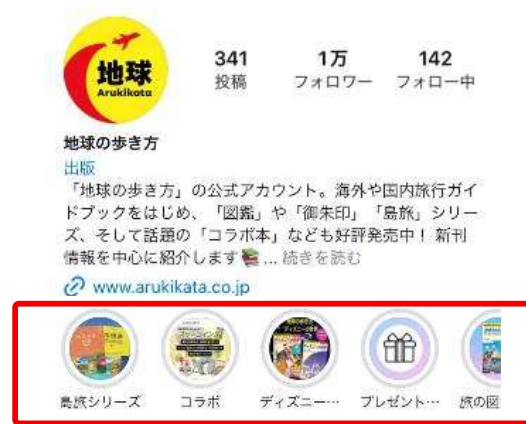 地球
Arukikata
341
投稿
1万
フォロワー
142
フォロー中
地球の歩き方
出版
「地球の歩き方」の公式アカウント。海外や国内旅行ガイ
ドブックをはじめ、「図鑑」や「御朱印」「島旅」シリー
ズ、そして話題の「コラボ本」なども好評発売中！ 新刊
情報を中心に紹介します📚... 続きを読む
www.arukikata.co.jp
島旅シリーズ
コラボ
ディズニー…
プレゼント…
旅の図